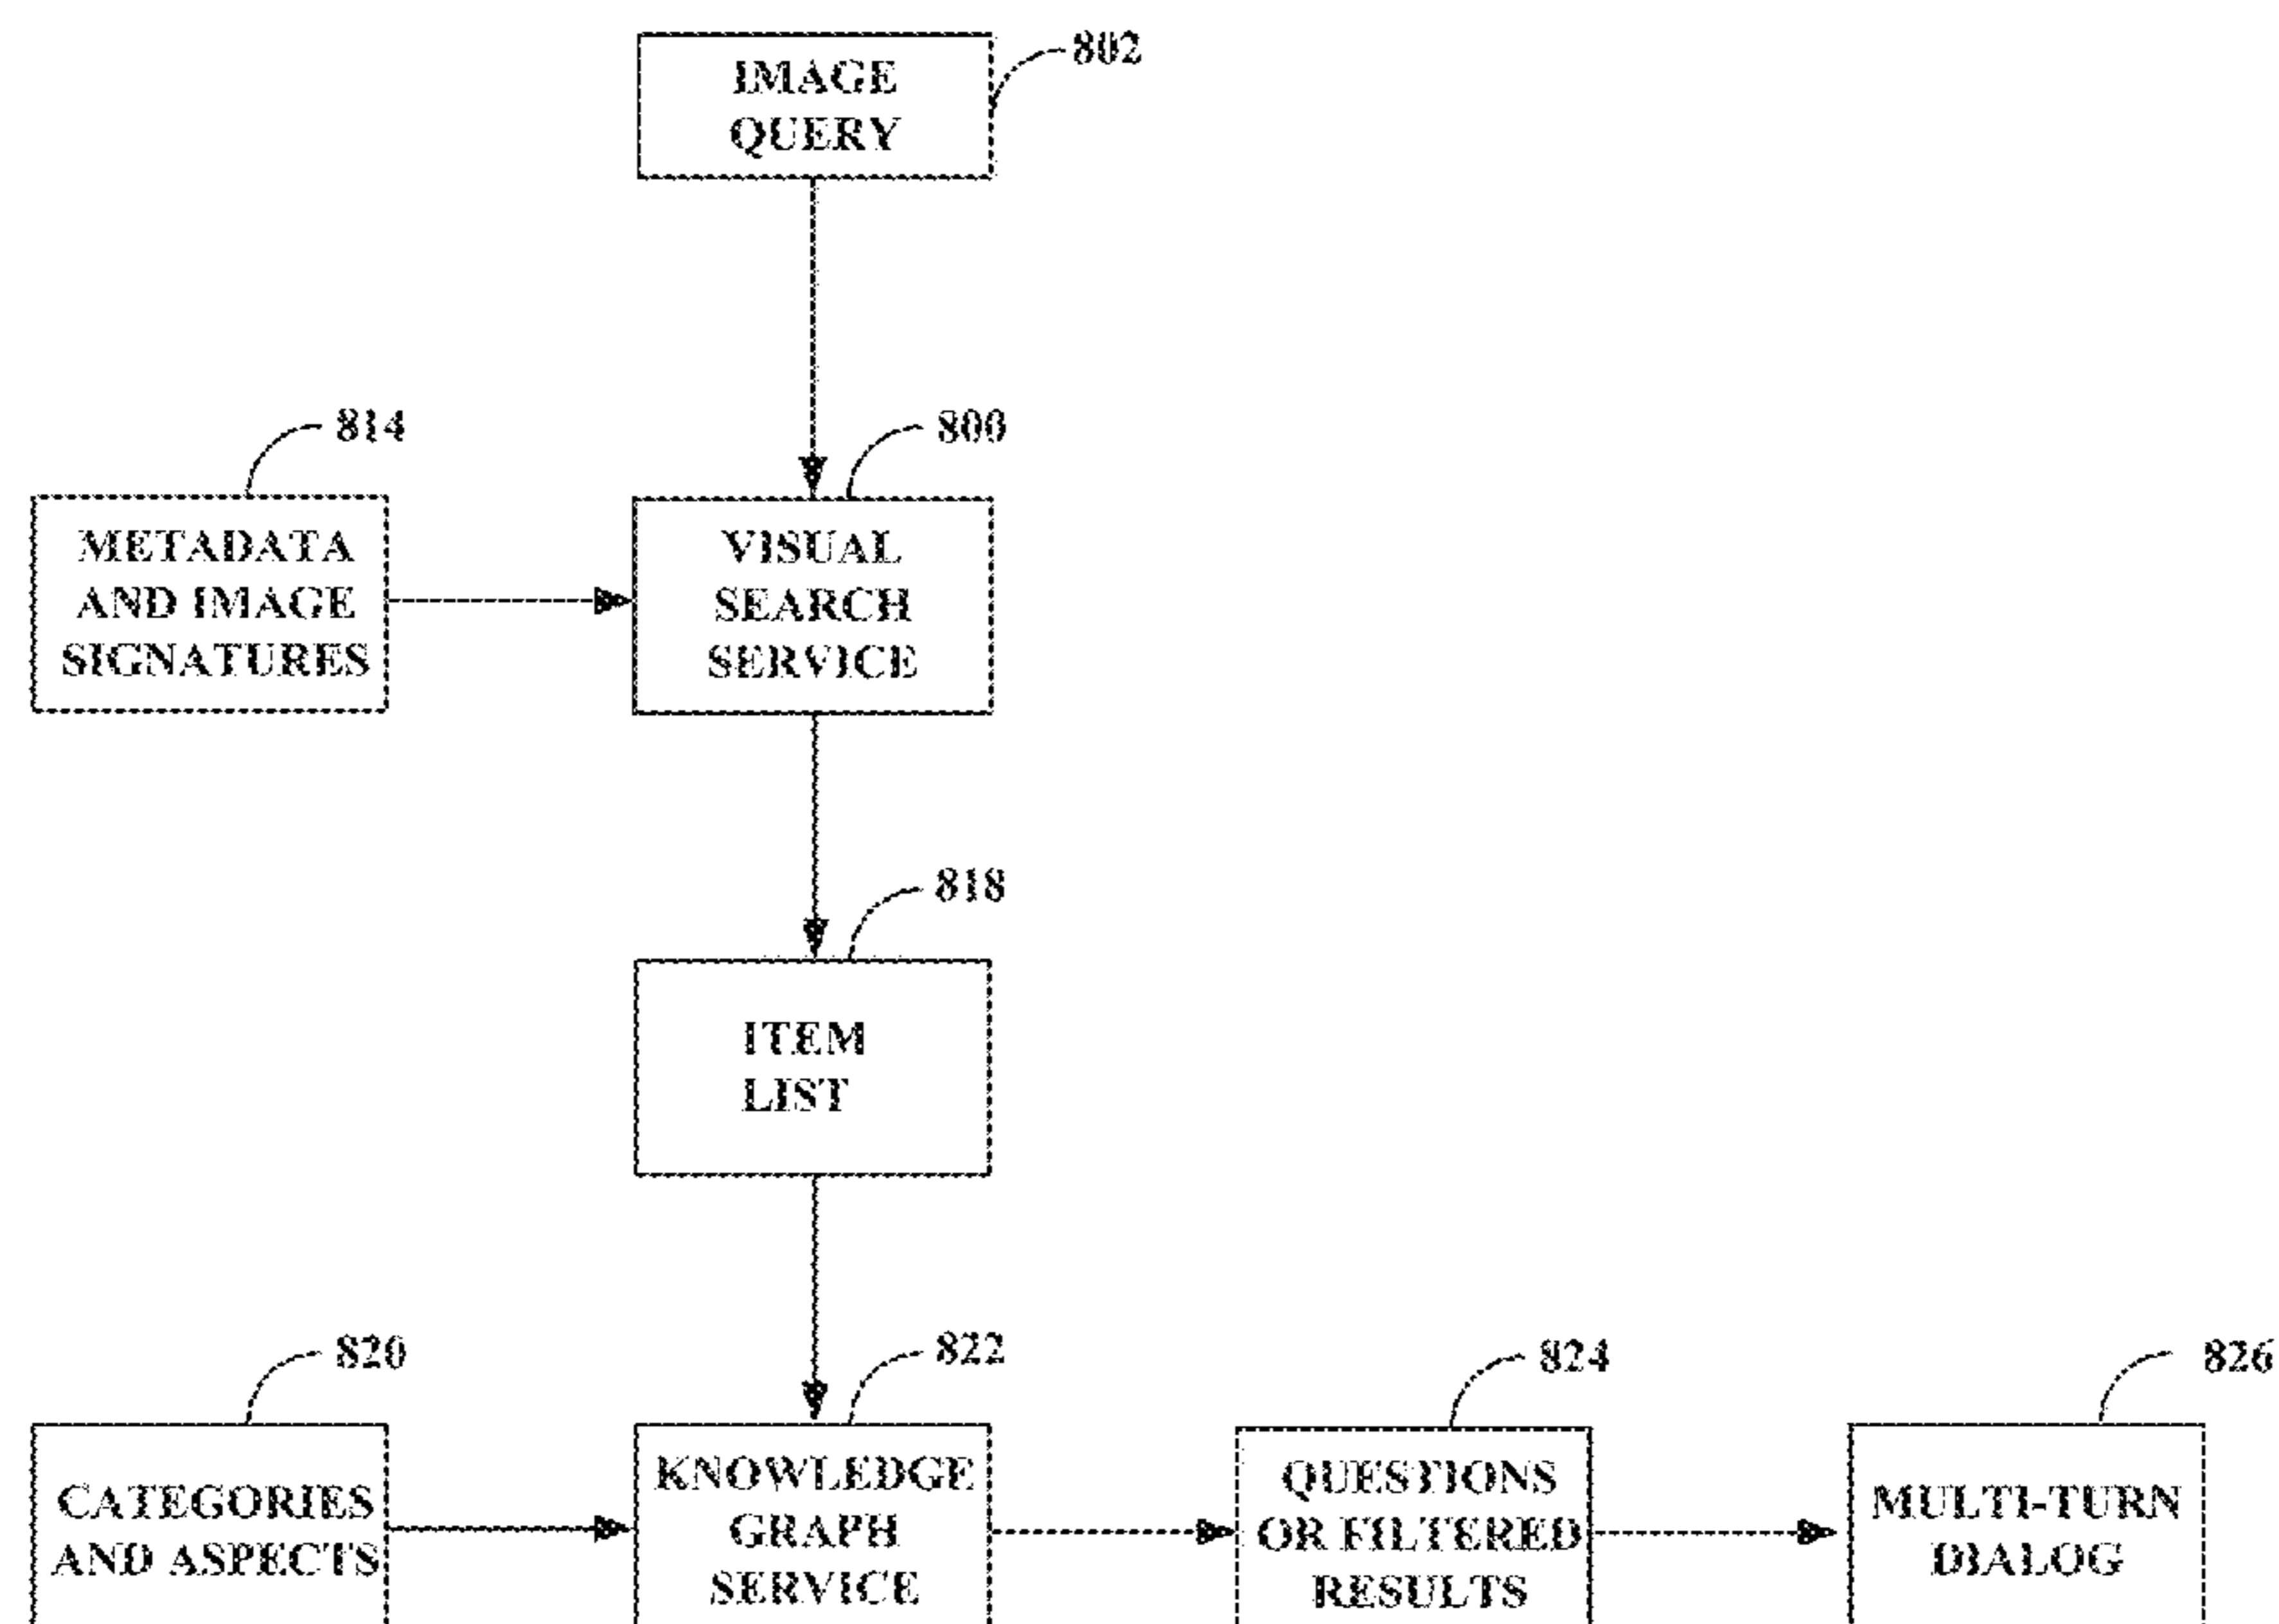 802
IMAGE
QUERY
814
800
METADATA
AND IMAGE
SIGNATURES
VISUAL
SEARCH
SERVICE
818
ITEM
LIST
820
822
824
826
CATEGORIES
AND ASPECTS
KNOWLEDGE
GRAPH
SERVICE
QUESTIONS
OR FILTERED
RESULTS
MULTI-TURN
DIALOG